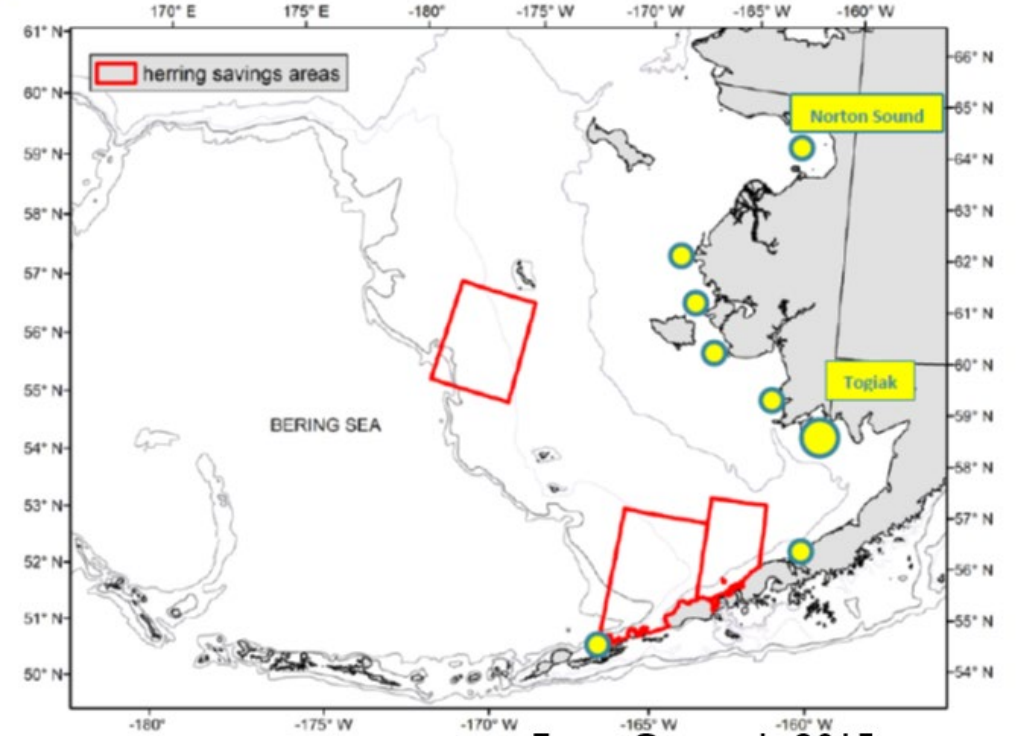 170° E 175° E -180° -175° W -170° W -165° W -160° W
61° N
60° N
59° N
58° N
57° N
56° N
55° N
54° N
53° N
52° N
51° N
50° N
herring savings areas
Norton Sound
Togiak
BERING SEA
66° N
65° N
64° N
63° N
62° N
61° N
60° N
59° N
58° N
57° N
56° N
55° N
54° N
-180° -175° W -170° W -165° W -160° W